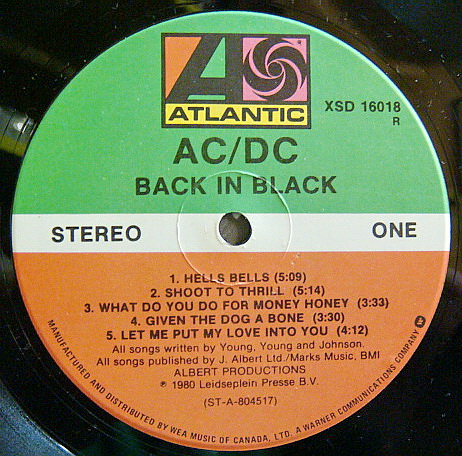 ATLANTIC
XSD 16018
R
AC/DC
BACK IN BLACK
STEREO
ONE
1. HELLS BELLS (5:09)
2. SHOOT TO THRILL (5:14)
3. WHAT DO YOU DO FOR MONEY HONEY (3:33)
4. GIVEN THE DOG A BONE (3:30)
5. LET ME PUT MY LOVE INTO YOU (4:12)
All songs written by Young, Young and Johnson.
All songs published by J. Albert Ltd./Marks Music, BMI
ALBERT PRODUCTIONS
℗ 1980 Leidseplein Presse B.V.
(ST-A-804517)
MANUFACTURED AND DISTRIBUTED BY WEA MUSIC OF CANADA, LTD. A WARNER COMMUNICATIONS COMPANY